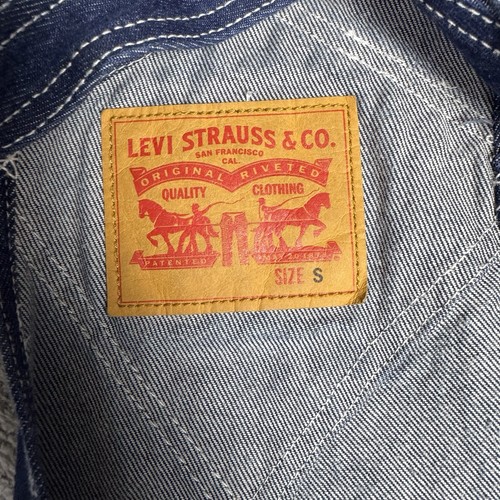 LEVI STRAUSS & CO.
SAN FRANCISCO
CAL.
ORIGINAL RIVETED
QUALITY CLOTHING
PATENTED
SIZE S